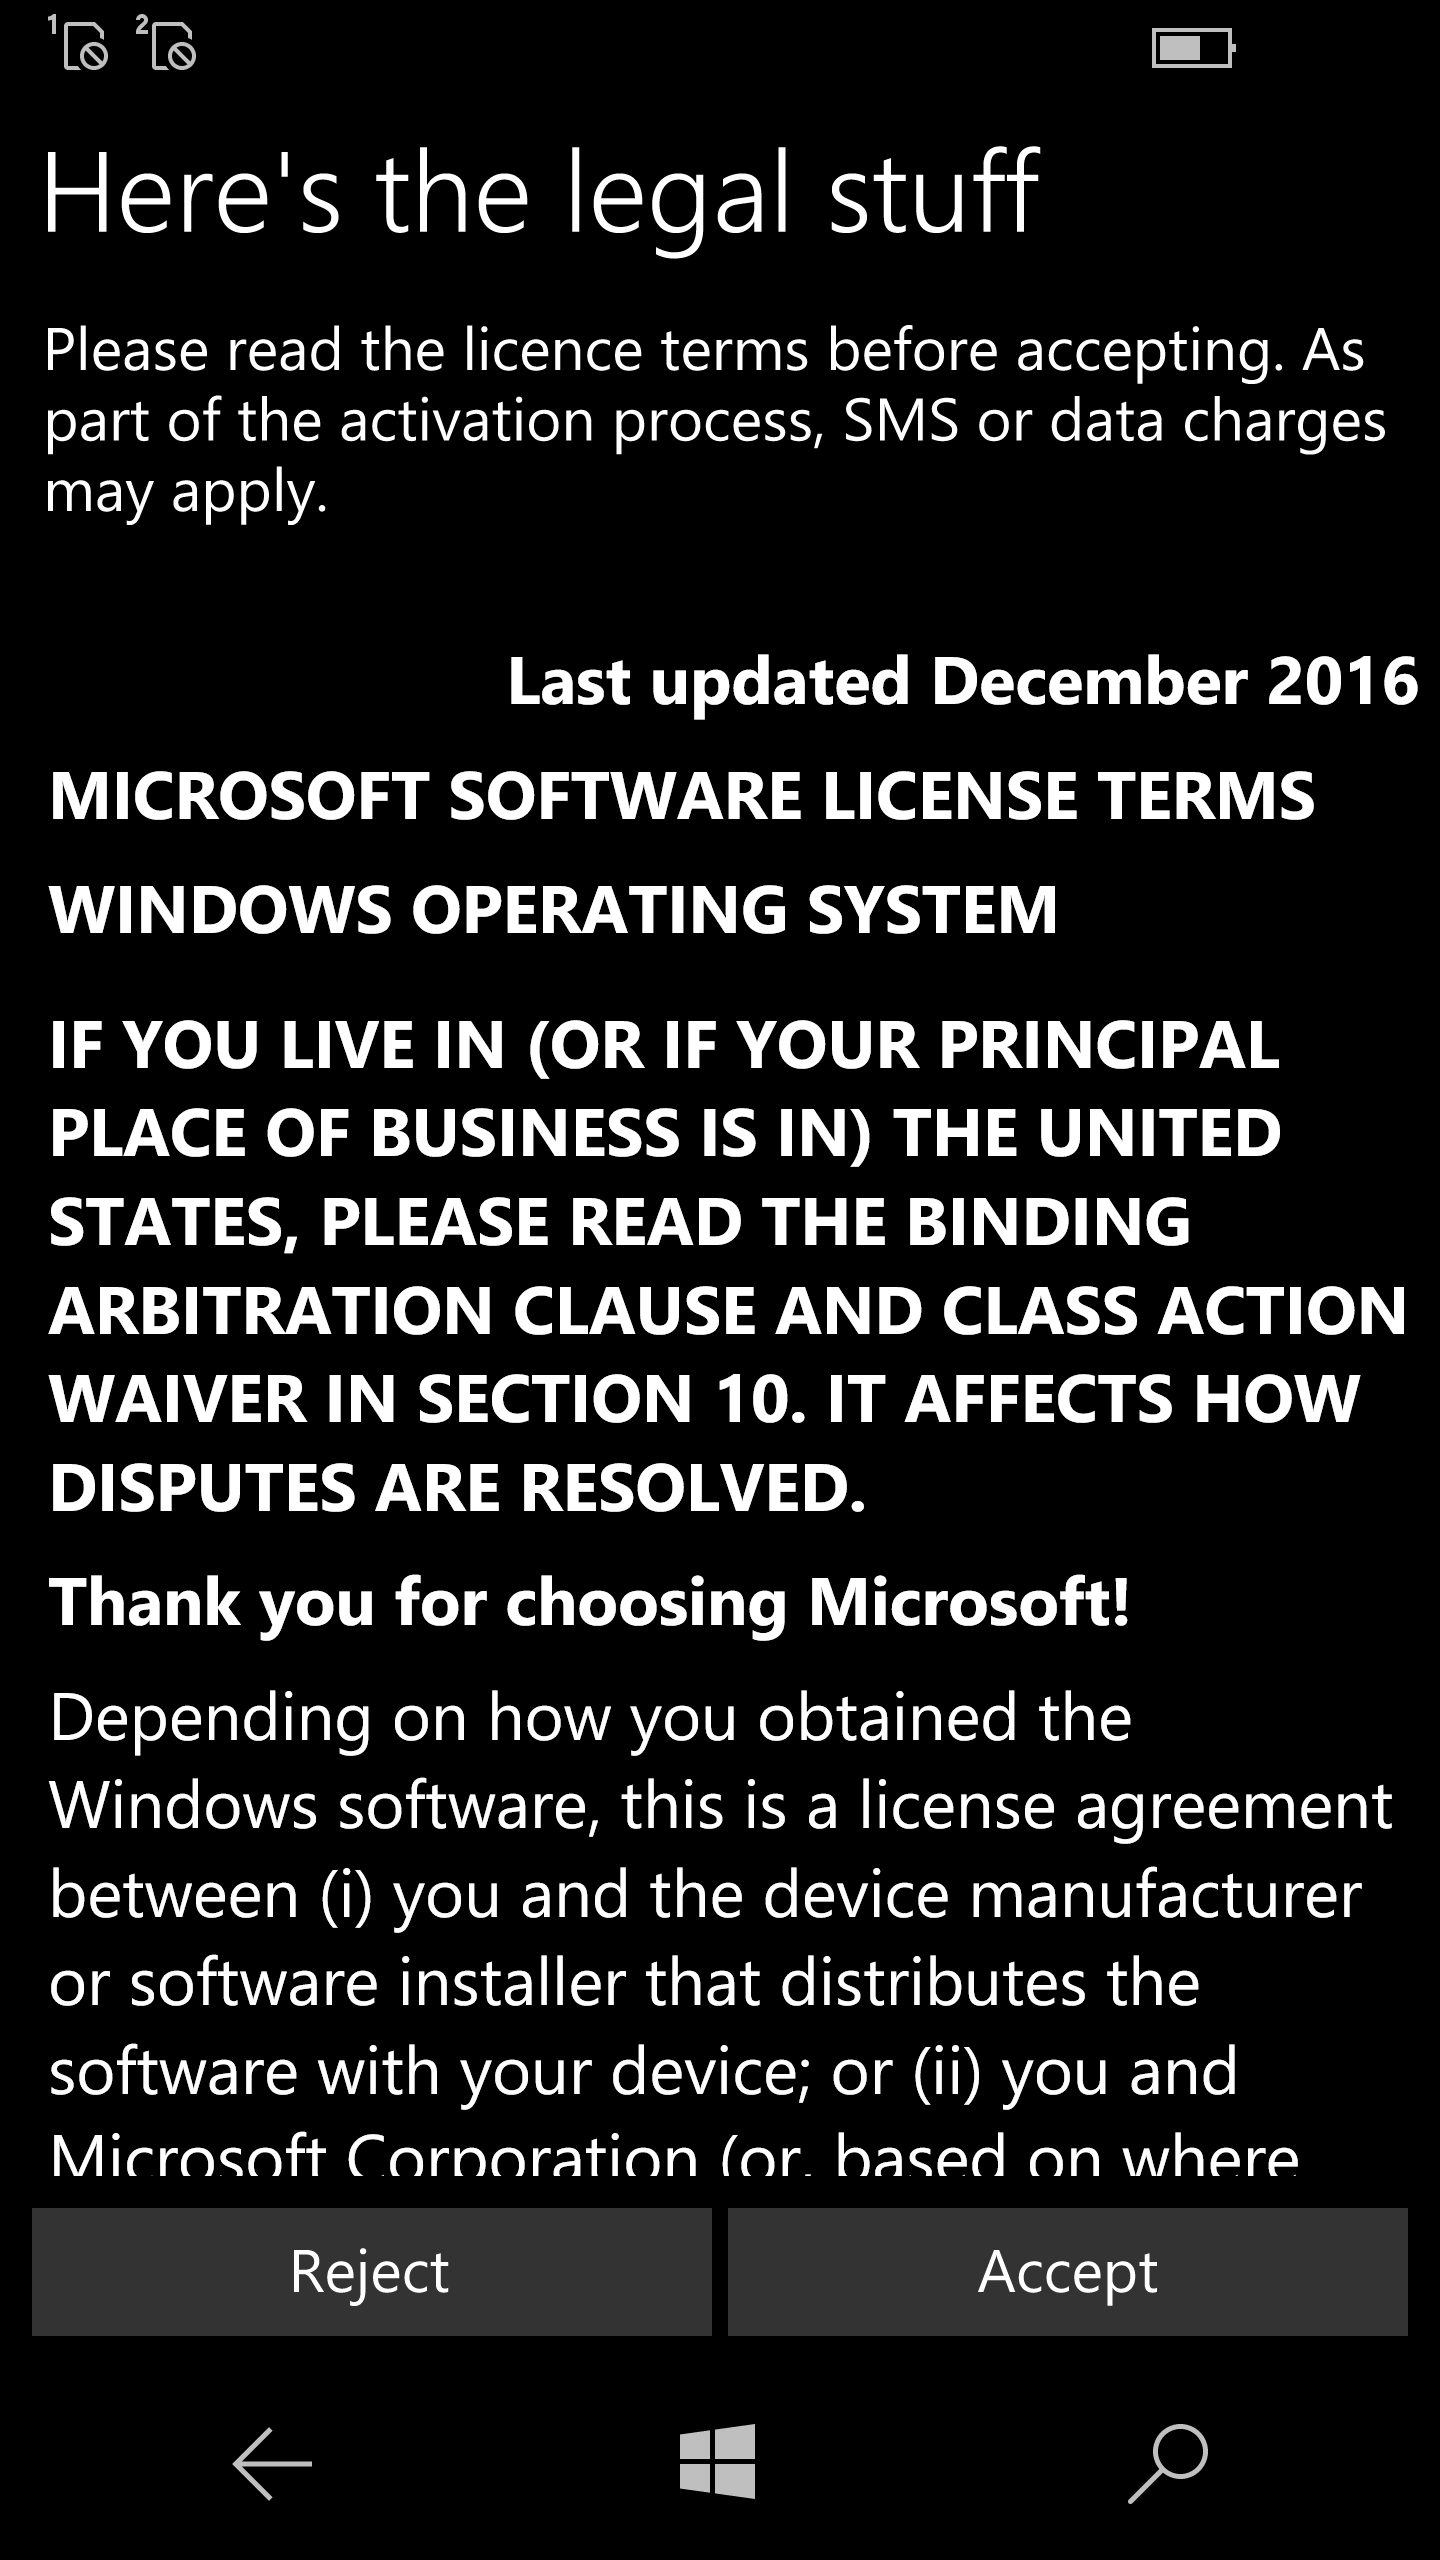 1 2
Here's the legal stuff
Please read the licence terms before accepting. As
part of the activation process, SMS or data charges
may apply.
Last updated December 2016
MICROSOFT SOFTWARE LICENSE TERMS
WINDOWS OPERATING SYSTEM
IF YOU LIVE IN (OR IF YOUR PRINCIPAL
PLACE OF BUSINESS IS IN) THE UNITED
STATES, PLEASE READ THE BINDING
ARBITRATION CLAUSE AND CLASS ACTION
WAIVER IN SECTION 10. IT AFFECTS HOW
DISPUTES ARE RESOLVED.
Thank you for choosing Microsoft!
Depending on how you obtained the
Windows software, this is a license agreement
between (i) you and the device manufacturer
or software installer that distributes the
software with your device; or (ii) you and
Microsoft Corporation (or, based on where
Reject Accept